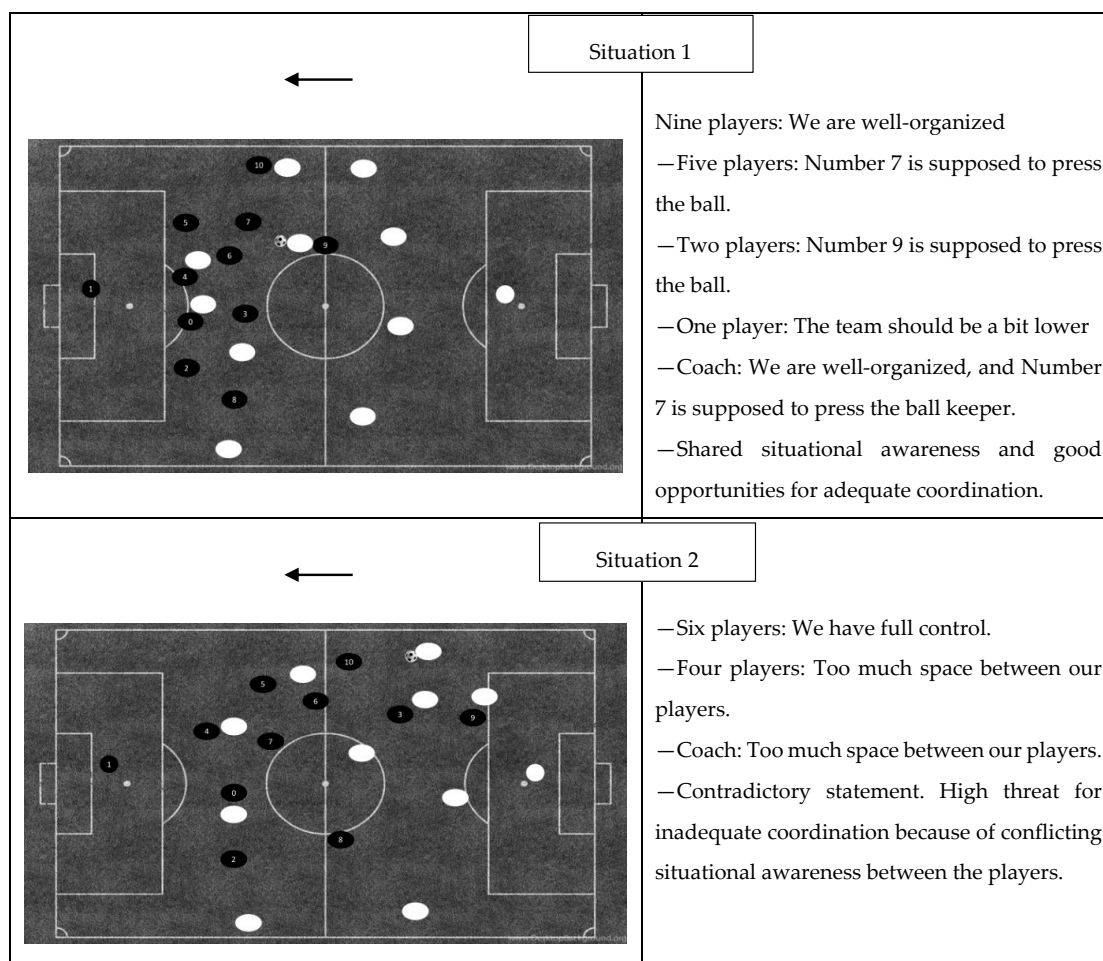 Situation 1
10
5
7
9
6
4
1
0
3
2
8
Nine players: We are well-organized
—Five players: Number 7 is supposed to press
the ball.
—Two players: Number 9 is supposed to press
the ball.
—One player: The team should be a bit lower
—Coach: We are well-organized, and Number
7 is supposed to press the ball keeper.
—Shared situational awareness and good
opportunities for adequate coordination.
Situation 2
10
5
6
3
9
4
7
1
0
8
2
—Six players: We have full control.
—Four players: Too much space between our
players.
—Coach: Too much space between our players.
—Contradictory statement. High threat for
inadequate coordination because of conflicting
situational awareness between the players.